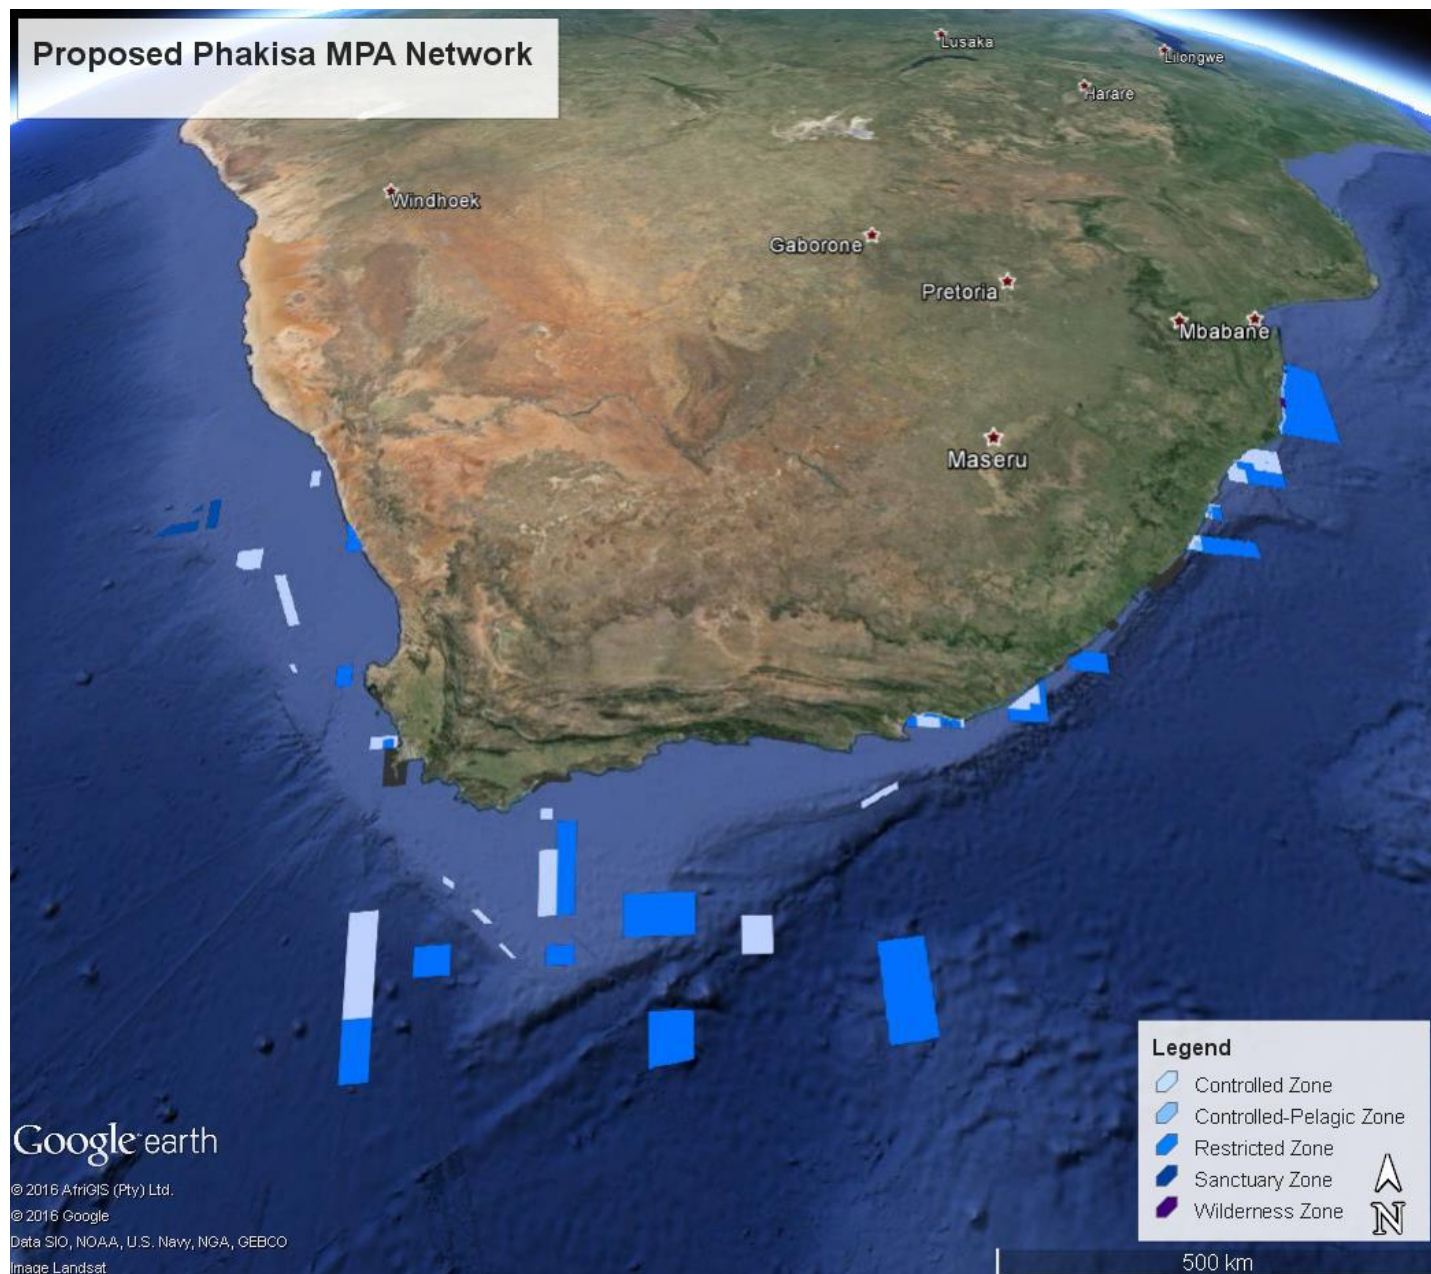 Proposed Phakisa MPA Network
Lusaka
Lilongwe
Harare
Windhoek
Gaborone
Pretoria
Mbabane
Maseru
Legend
Controlled Zone
Controlled-Pelagic Zone
Restricted Zone
Sanctuary Zone
Wilderness Zone
N
Google earth
© 2016 AfriGIS (Pty) Ltd.
© 2016 Google
Data SIO, NOAA, U.S. Navy, NGA, GEBCO
Image Landsat
500 km